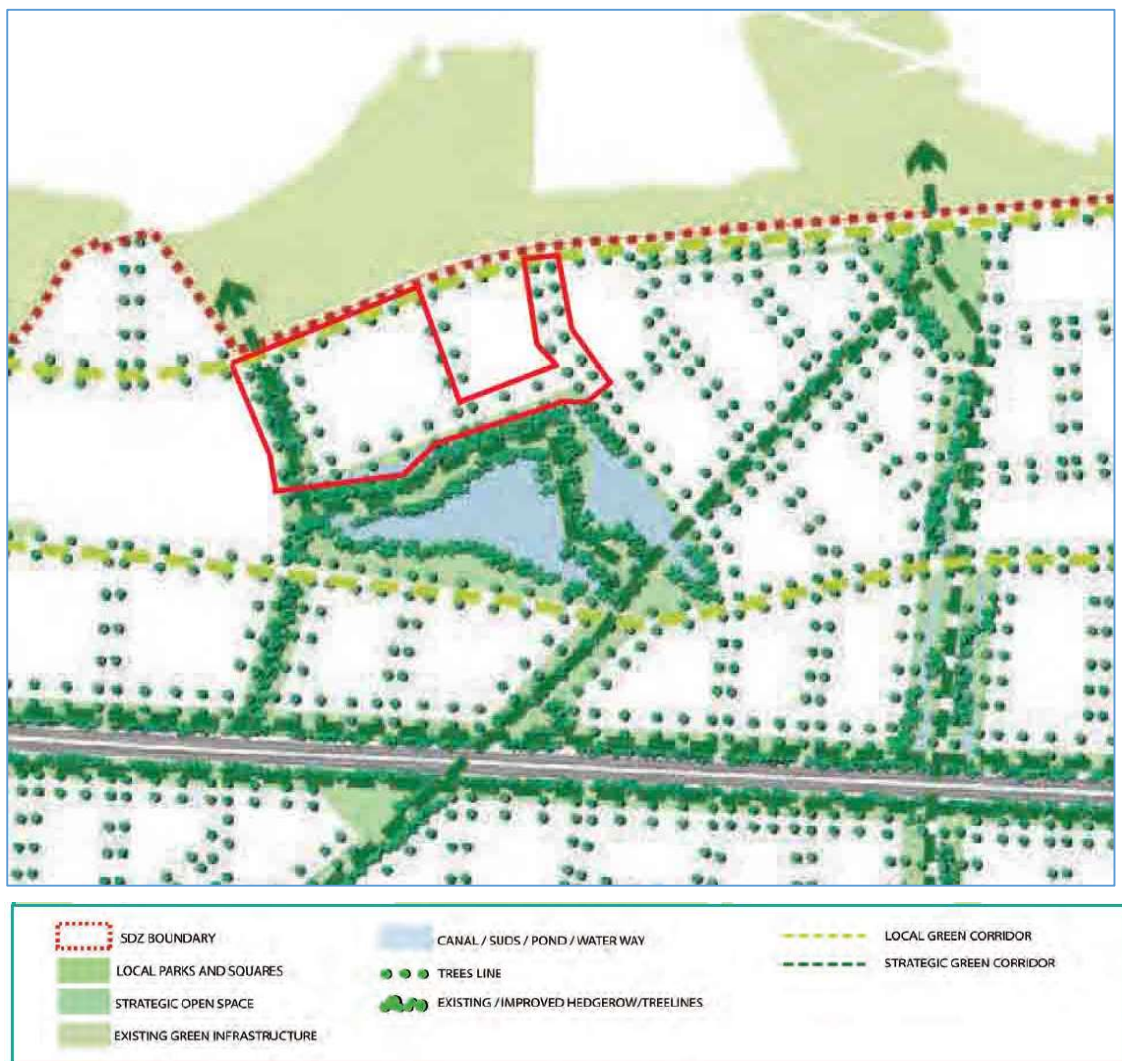 SDZ BOUNDARY
LOCAL PARKS AND SQUARES
STRATEGIC OPEN SPACE
EXISTING GREEN INFRASTRUCTURE
CANAL / SUDS / POND / WATER WAY
TREES LINE
EXISTING / IMPROVED HEDGEROW/TREELINES
LOCAL GREEN CORRIDOR
STRATEGIC GREEN CORRIDOR